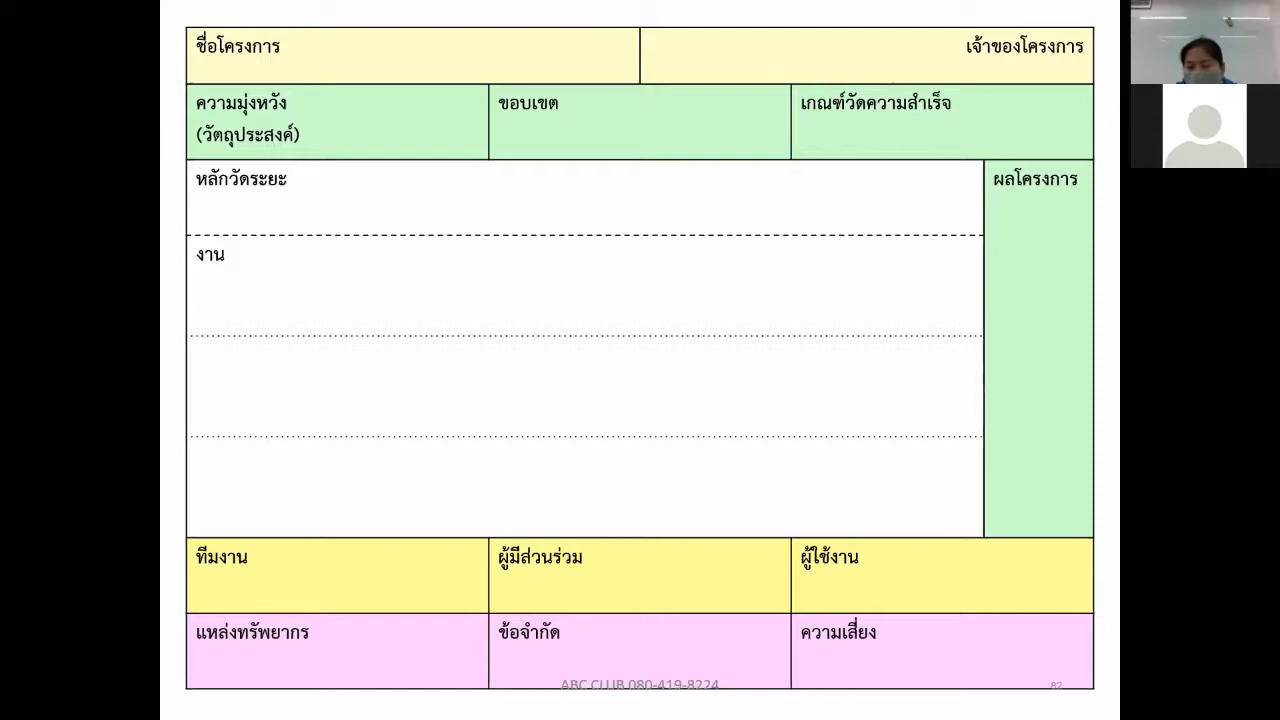 ชื่อโครงการ
เจ้าของโครงการ
ความมุ่งหวัง
(วัตถุประสงค์)
ขอบเขต
เกณฑ์วัดความสำเร็จ
หลักวัดระยะ
ผลโครงการ
งาน
ทีมงาน
ผู้มีส่วนร่วม
ผู้ใช้งาน
แหล่งทรัพยากร
ข้อจำกัด
ความเสี่ยง
ABC CLUB 080-419-8224
82